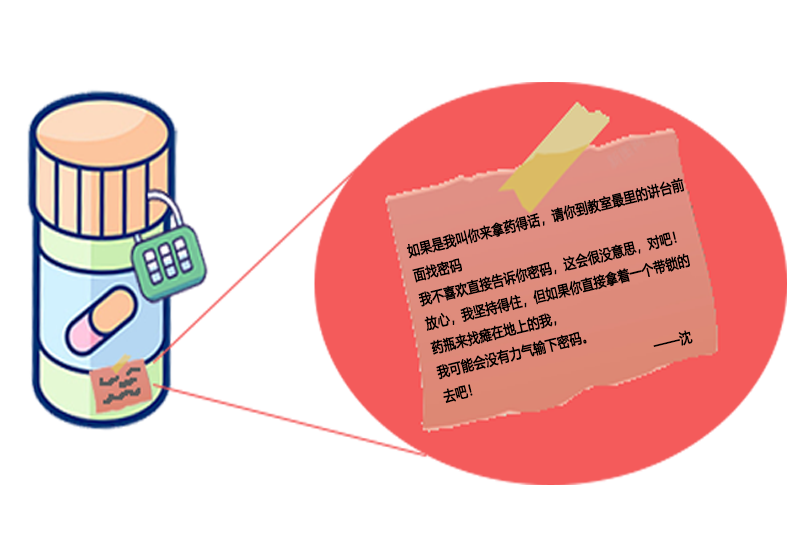 如果是我叫你来拿药得话，请你到教室最里的讲台前
面找密码
我不喜欢直接告诉你密码，这会很没意思，对吧！
放心，我坚持得住，但如果你直接拿着一个带锁的
药瓶来找瘫在地上的我，
我可能会没有力气输下密码。
——沈
去吧！